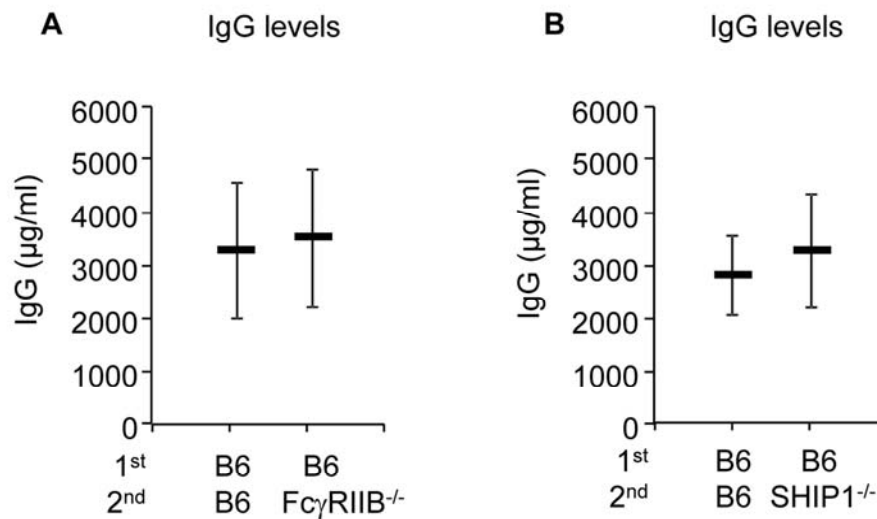 A IgG levels
IgG (µg/ml)
6000
5000
4000
3000
2000
1000
0
1st B6 B6
2nd B6 FcγRIIB-/-
B IgG levels
IgG (µg/ml)
6000
5000
4000
3000
2000
1000
0
1st B6 B6
2nd B6 SHIP1-/-